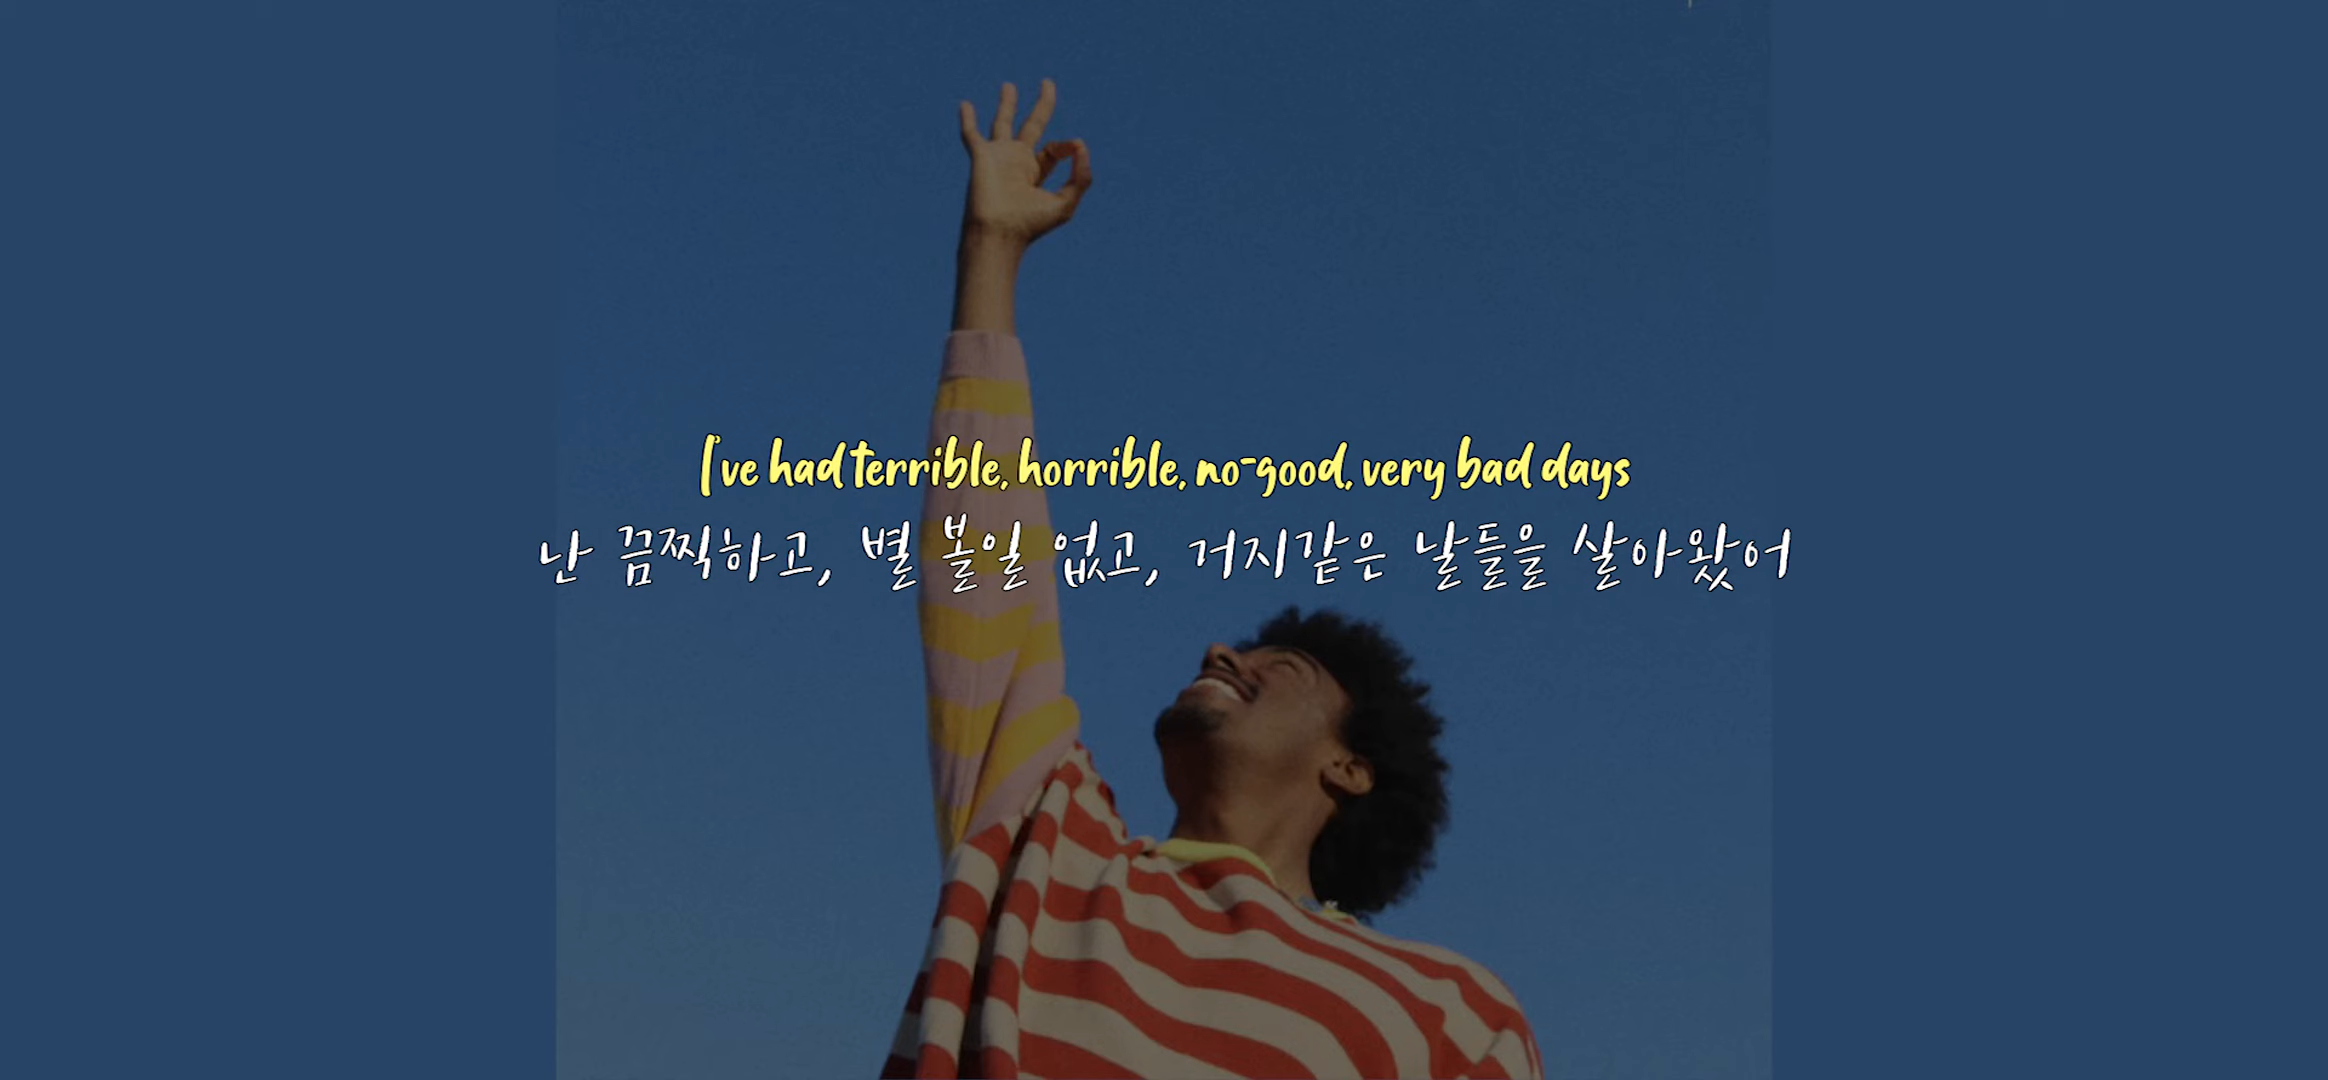 I've had terrible, horrible, no-good, very bad days
난 끔찍하고, 별 볼일 없고, 거지같은 날들을 살아왔어